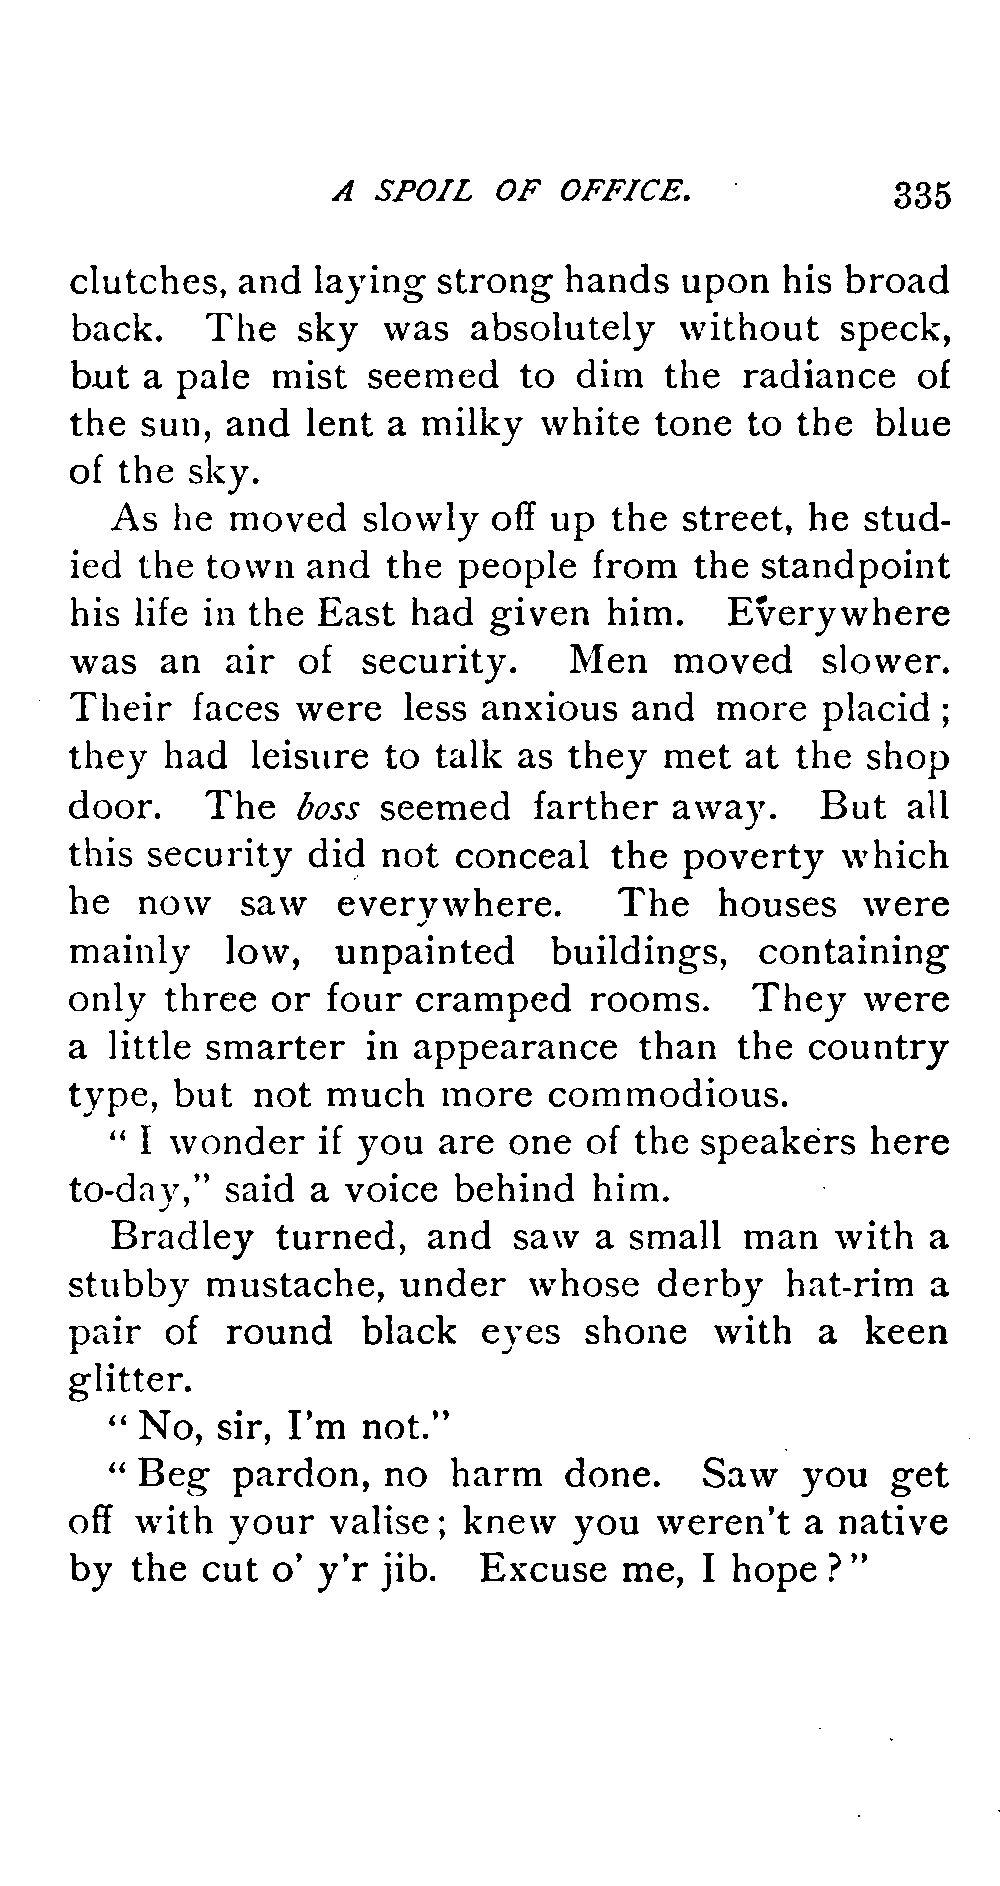 A SPOIL OF OFFICE. 335
clutches, and laying strong hands upon his broad
back. The sky was absolutely without speck,
but a pale mist seemed to dim the radiance of
the sun, and lent a milky white tone to the blue
of the sky.
As he moved slowly off up the street, he stud-
ied the town and the people from the standpoint
his life in the East had given him. Everywhere
was an air of security. Men moved slower.
Their faces were less anxious and more placid;
they had leisure to talk as they met at the shop
door. The boss seemed farther away. But all
this security did not conceal the poverty which
he now saw everywhere. The houses were
mainly low, unpainted buildings, containing
only three or four cramped rooms. They were
a little smarter in appearance than the country
type, but not much more commodious.
"I wonder if you are one of the speakers here
to-day," said a voice behind him.
Bradley turned, and saw a small man with a
stubby mustache, under whose derby hat-rim a
pair of round black eyes shone with a keen
glitter.
"No, sir, I'm not."
"Beg pardon, no harm done. Saw you get
off with your valise; knew you weren't a native
by the cut o' y'r jib. Excuse me, I hope?"